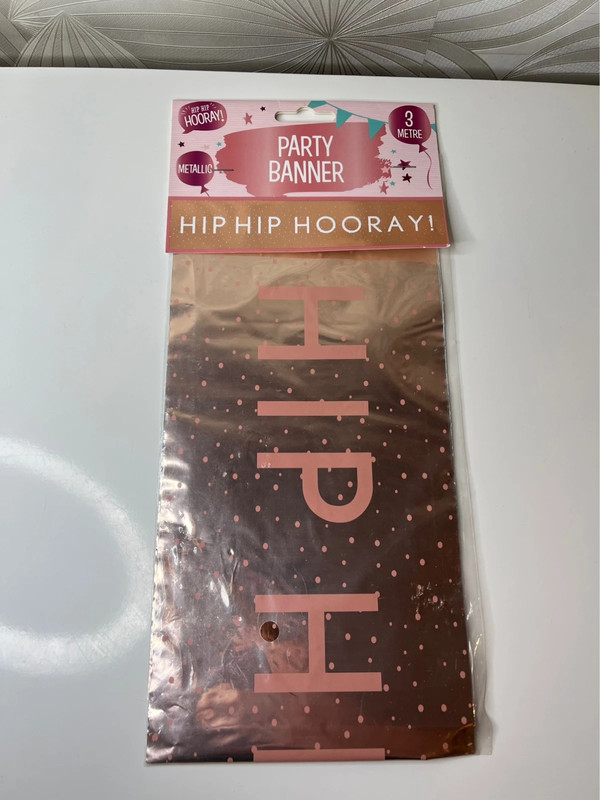 HIP HIP
HOORAY!
3
METRE
PARTY
BANNER
METALLIC
HIP HIP HOORAY!
HIP H